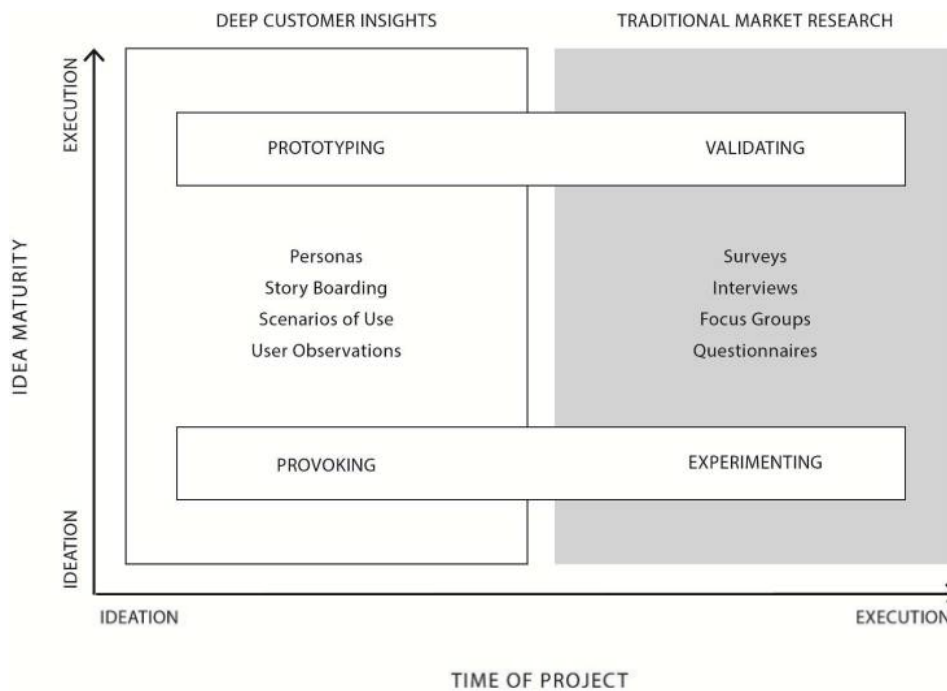 DEEP CUSTOMER INSIGHTS
TRADITIONAL MARKET RESEARCH
EXECUTION
PROTOTYPING
VALIDATING
IDEA MATURITY
Personas
Story Boarding
Scenarios of Use
User Observations
Surveys
Interviews
Focus Groups
Questionnaires
PROVOKING
EXPERIMENTING
IDEATION
IDEATION
EXECUTION
TIME OF PROJECT